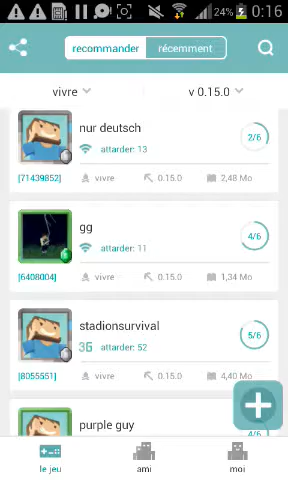 24% 0:16
recommander récemment
vivre v 0.15.0
nur deutsch
2/6
attarder: 13
[71439852] vivre 0.15.0 2,48 Mo
gg
4/6
attarder: 11
[6408004] vivre 0.15.0 1,34 Mo
stadionsurvival
5/6
3G attarder: 52
[8055551] vivre 0.15.0 4,40 Mo
purple guy
4/6
le jeu ami moi